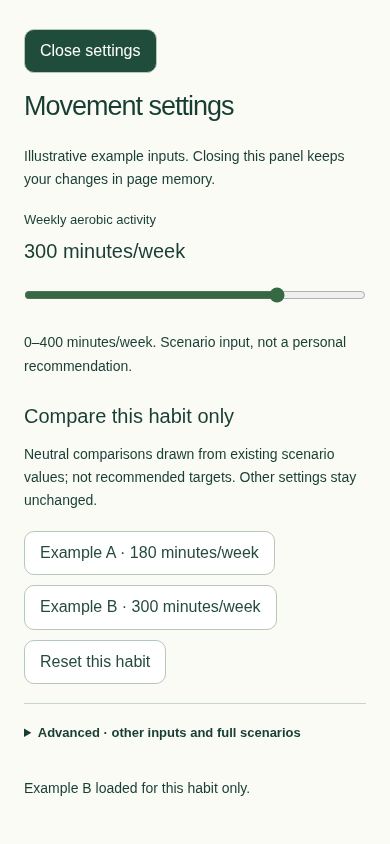 Close settings
Movement settings
Illustrative example inputs. Closing this panel keeps
your changes in page memory.
Weekly aerobic activity
300 minutes/week
0–400 minutes/week. Scenario input, not a personal
recommendation.
Compare this habit only
Neutral comparisons drawn from existing scenario
values; not recommended targets. Other settings stay
unchanged.
Example A · 180 minutes/week
Example B · 300 minutes/week
Reset this habit
Advanced · other inputs and full scenarios
Example B loaded for this habit only.